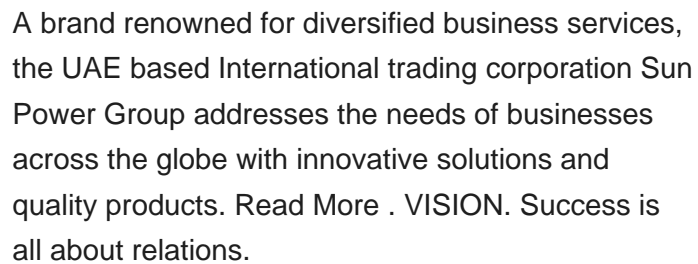 A brand renowned for diversified business services,
the UAE based International trading corporation Sun
Power Group addresses the needs of businesses
across the globe with innovative solutions and
quality products. Read More . VISION. Success is
all about relations.